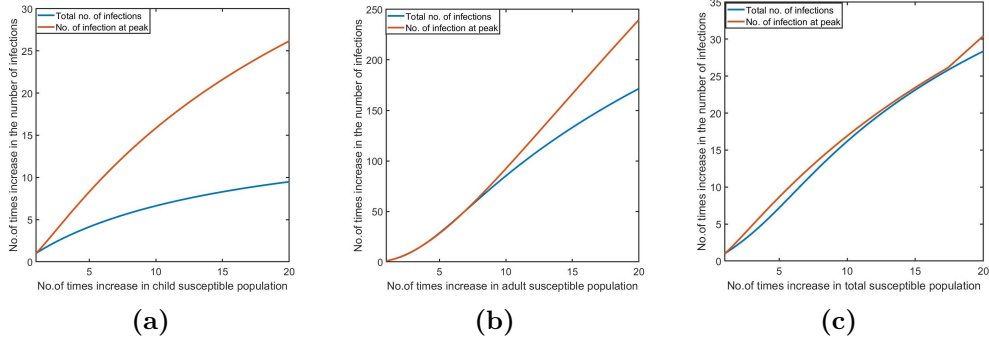 30
25
20
15
10
5
0
5
10
15
20
No.of times increase in the number of infections
No.of times increase in child susceptible population
Total no. of infections
No. of infection at peak
(a)
250
200
150
100
50
0
5
10
15
20
No.of times increase in the number of infections
No.of times increase in adult susceptible population
Total no. of infections
No. of infection at peak
(b)
35
30
25
20
15
10
5
0
5
10
15
20
No.of times increase in the number of infections
No.of times increase in total susceptible population
Total no. of infections
No. of infection at peak
(c)